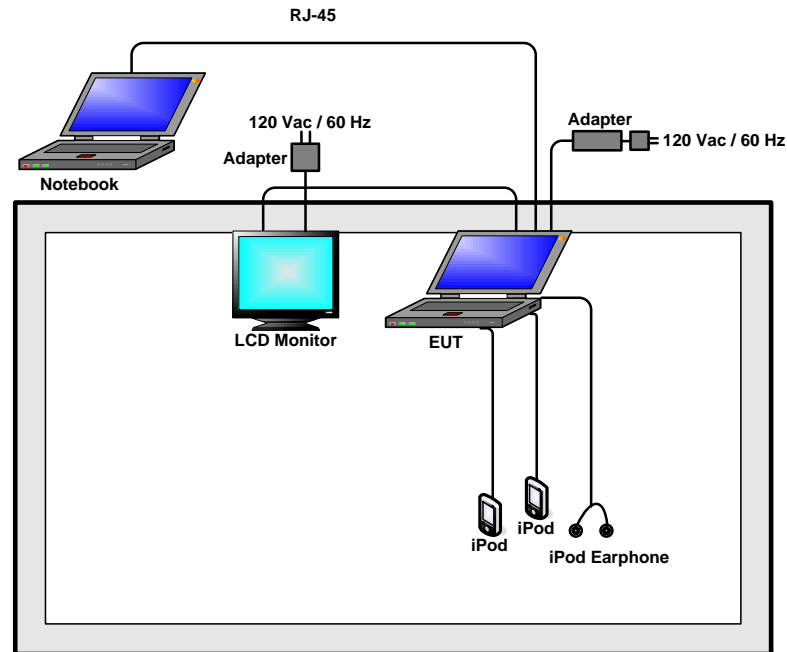 RJ-45
120 Vac / 60 Hz
Adapter
Adapter
120 Vac / 60 Hz
Notebook
LCD Monitor
EUT
iPod
iPod
iPod Earphone